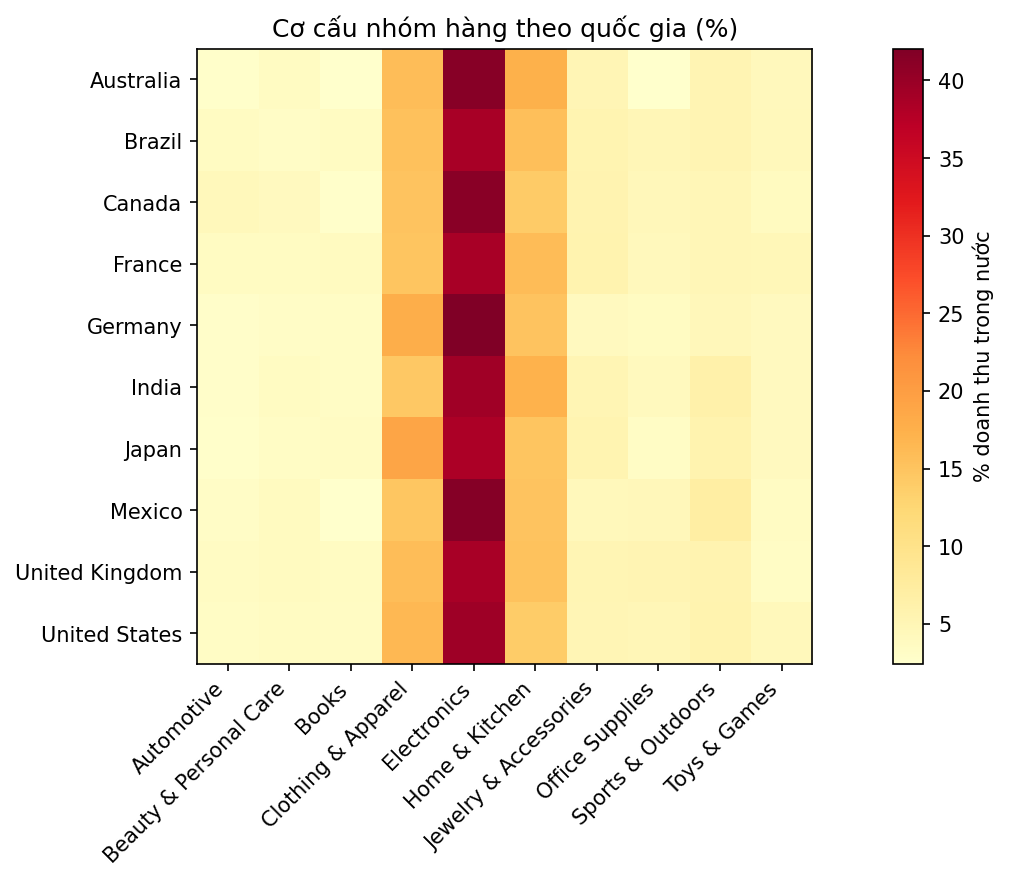 Cơ cấu nhóm hàng theo quốc gia (%)
Australia
Brazil
Canada
France
Germany
India
Japan
Mexico
United Kingdom
United States
Automotive
Beauty & Personal Care
Books
Clothing & Apparel
Electronics
Home & Kitchen
Jewelry & Accessories
Office Supplies
Sports & Outdoors
Toys & Games
40
35
30
25
20
15
10
5
% doanh thu trong nước